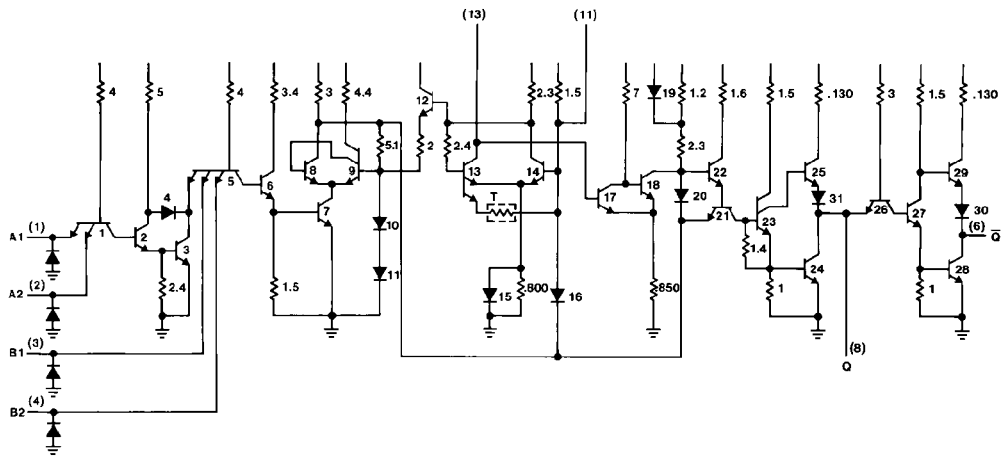 (13) (11)
4 5 4 3.4 3 4.4 12 2.3 1.5 7 19 1.2 1.6 1.5 .130 3 1.5 .130
5.1 2 2.4 2.3
4 5 6 8 9 13 14 17 18 20 22 25 31 29
(1) A1 1 2 3 7 10 T 21 23 26 27 30 (6) Q̅
(2) A2 2.4 1.5 11 15 .800 16 .850 1.4 24 28
1 1
(3) B1 (8)
Q
(4) B2